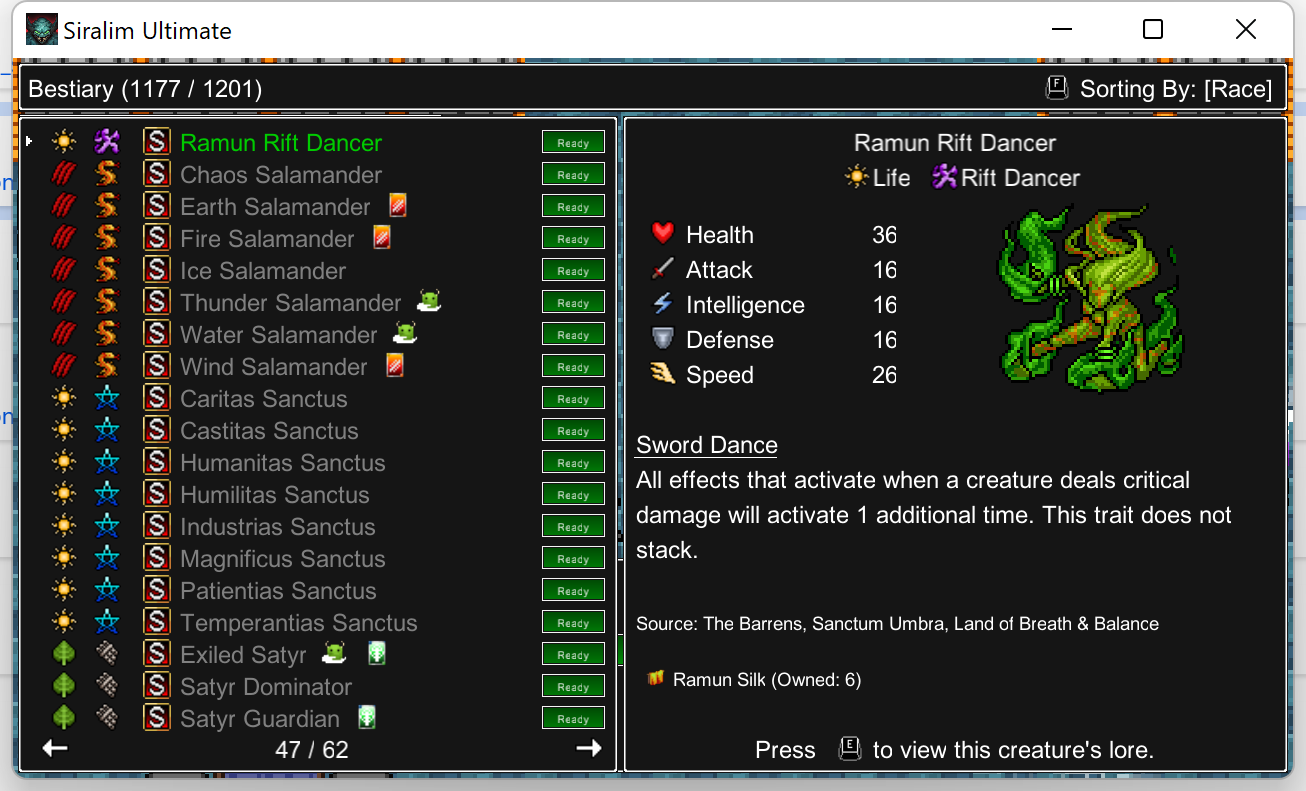 Siralim Ultimate
Bestiary (1177 / 1201)
F Sorting By: [Race]
S Ramun Rift Dancer Ready
S Chaos Salamander Ready
S Earth Salamander Ready
S Fire Salamander Ready
S Ice Salamander Ready
S Thunder Salamander Ready
S Water Salamander Ready
S Wind Salamander Ready
S Caritas Sanctus Ready
S Castitas Sanctus Ready
S Humanitas Sanctus Ready
S Humilitas Sanctus Ready
S Industrias Sanctus Ready
S Magnificus Sanctus Ready
S Patientias Sanctus Ready
S Temperantias Sanctus Ready
S Exiled Satyr Ready
S Satyr Dominator Ready
S Satyr Guardian Ready
47 / 62
Ramun Rift Dancer
Life Rift Dancer
Health 36
Attack 16
Intelligence 16
Defense 16
Speed 26
Sword Dance
All effects that activate when a creature deals critical
damage will activate 1 additional time. This trait does not
stack.
Source: The Barrens, Sanctum Umbra, Land of Breath & Balance
Ramun Silk (Owned: 6)
Press E to view this creature's lore.